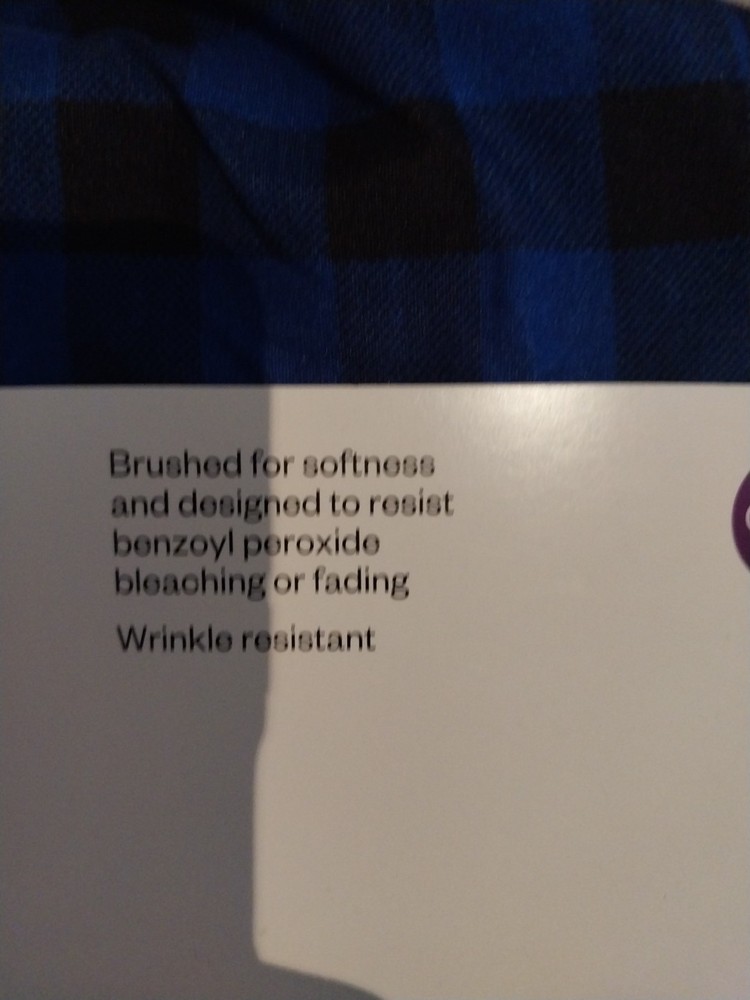 Brushed for softness
and designed to resist
benzoyl peroxide
bleaching or fading
Wrinkle resistant